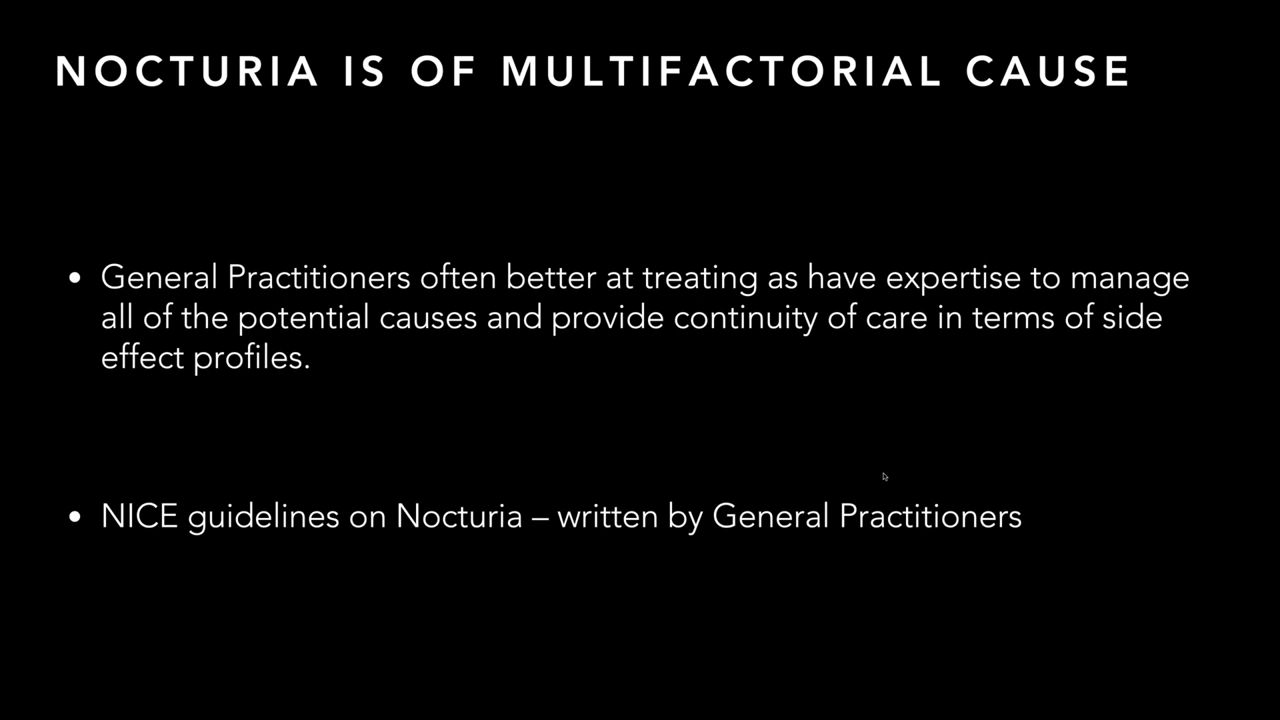 NOCTURIA IS OF MULTIFACTORIAL CAUSE
• General Practitioners often better at treating as have expertise to manage
all of the potential causes and provide continuity of care in terms of side
effect profiles.
• NICE guidelines on Nocturia – written by General Practitioners